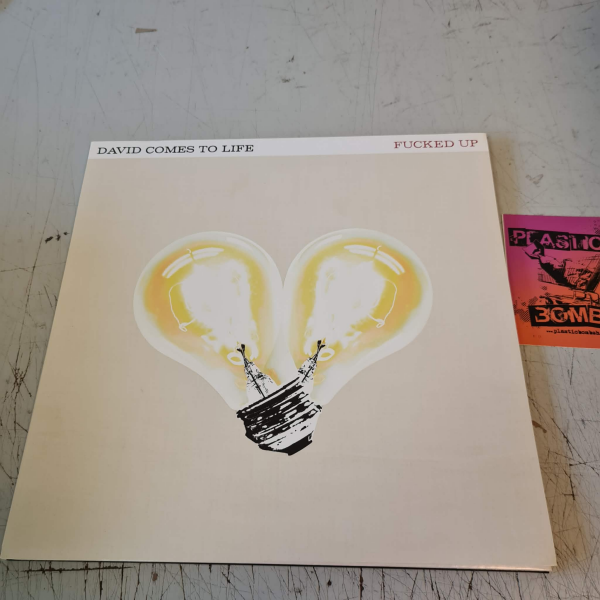 DAVID COMES TO LIFE
FUCKED UP
PLASTIC
BOMB